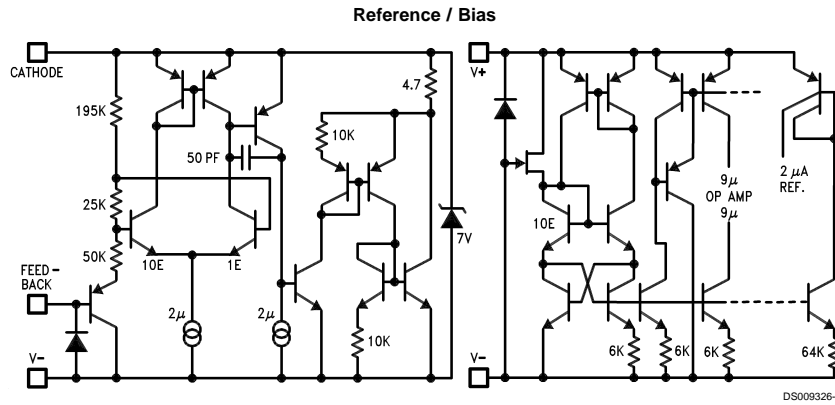 Reference / Bias
CATHODE
195K
50 PF
25K
50K
10E
1E
FEED-
BACK
2µ
2µ
V-
10K
4.7
7V
10K
V+
10E
9µ
OP AMP
9µ
2 µA
REF.
V-
6K
6K
6K
64K
DS009326-